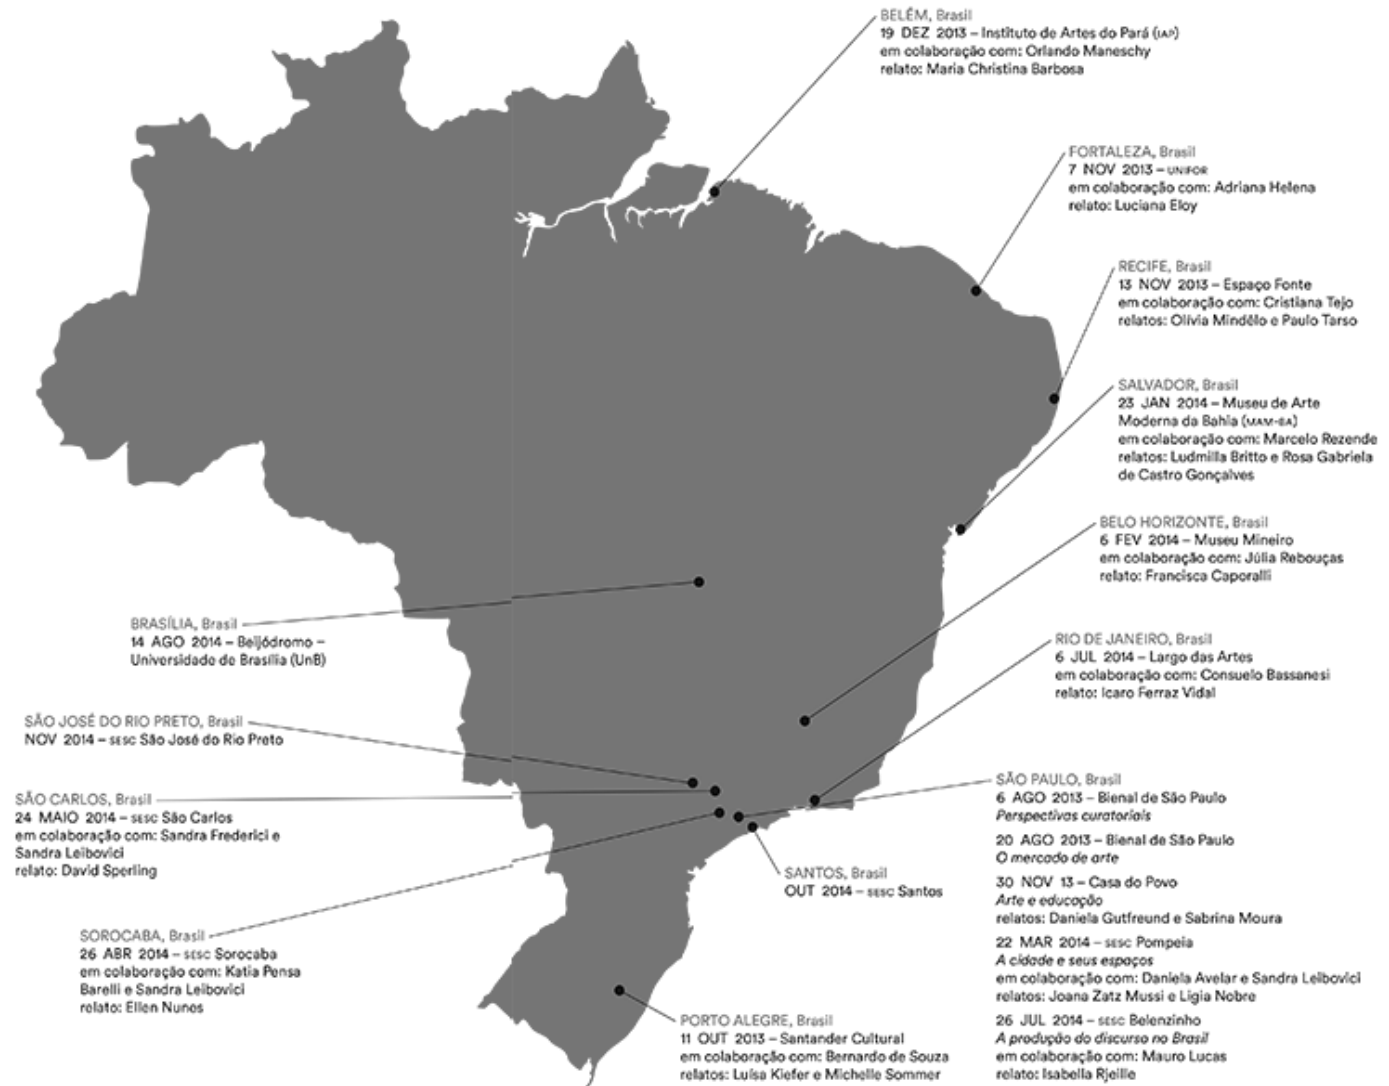 BELÉM, Brasil
19 DEZ 2013 – Instituto de Artes do Pará (IAP)
em colaboração com: Orlando Maneschy
relato: Maria Christina Barbosa
FORTALEZA, Brasil
7 NOV 2013 – UNIFOR
em colaboração com: Adriana Helena
relato: Luciana Eloy
RECIFE, Brasil
13 NOV 2013 – Espaço Fonte
em colaboração com: Cristiana Tejo
relatos: Olívia Mindêlo e Paulo Tarso
SALVADOR, Brasil
23 JAN 2014 – Museu de Arte
Moderna da Bahia (MAM-BA)
em colaboração com: Marcelo Rezende
relatos: Ludmilla Britto e Rosa Gabriela
de Castro Gonçalves
BELO HORIZONTE, Brasil
6 FEV 2014 – Museu Mineiro
em colaboração com: Júlia Rebouças
relato: Francisca Caporalli
BRASÍLIA, Brasil
14 AGO 2014 – Beijódromo –
Universidade de Brasília (UnB)
RIO DE JANEIRO, Brasil
6 JUL 2014 – Largo das Artes
em colaboração com: Consuelo Bassanesi
relato: Icaro Ferraz Vidal
SÃO JOSÉ DO RIO PRETO, Brasil
NOV 2014 – SESC São José do Rio Preto
SÃO CARLOS, Brasil
24 MAIO 2014 – SESC São Carlos
em colaboração com: Sandra Frederici e
Sandra Leibovici
relato: David Sperling
SÃO PAULO, Brasil
6 AGO 2013 – Bienal de São Paulo
Perspectivas curatoriais
20 AGO 2013 – Bienal de São Paulo
O mercado de arte
30 NOV 13 – Casa do Povo
Arte e educação
relatos: Daniela Gutfreund e Sabrina Moura
22 MAR 2014 – SESC Pompeia
A cidade e seus espaços
em colaboração com: Daniela Avelar e Sandra Leibovici
relatos: Joana Zatz Mussi e Ligia Nobre
26 JUL 2014 – SESC Belenzinho
A produção do discurso no Brasil
em colaboração com: Mauro Lucas
relato: Isabella Rjeille
SANTOS, Brasil
OUT 2014 – SESC Santos
SOROCABA, Brasil
26 ABR 2014 – SESC Sorocaba
em colaboração com: Katia Pensa
Barelli e Sandra Leibovici
relato: Ellen Nunes
PORTO ALEGRE, Brasil
11 OUT 2013 – Santander Cultural
em colaboração com: Bernardo de Souza
relatos: Luísa Kiefer e Michelle Sommer